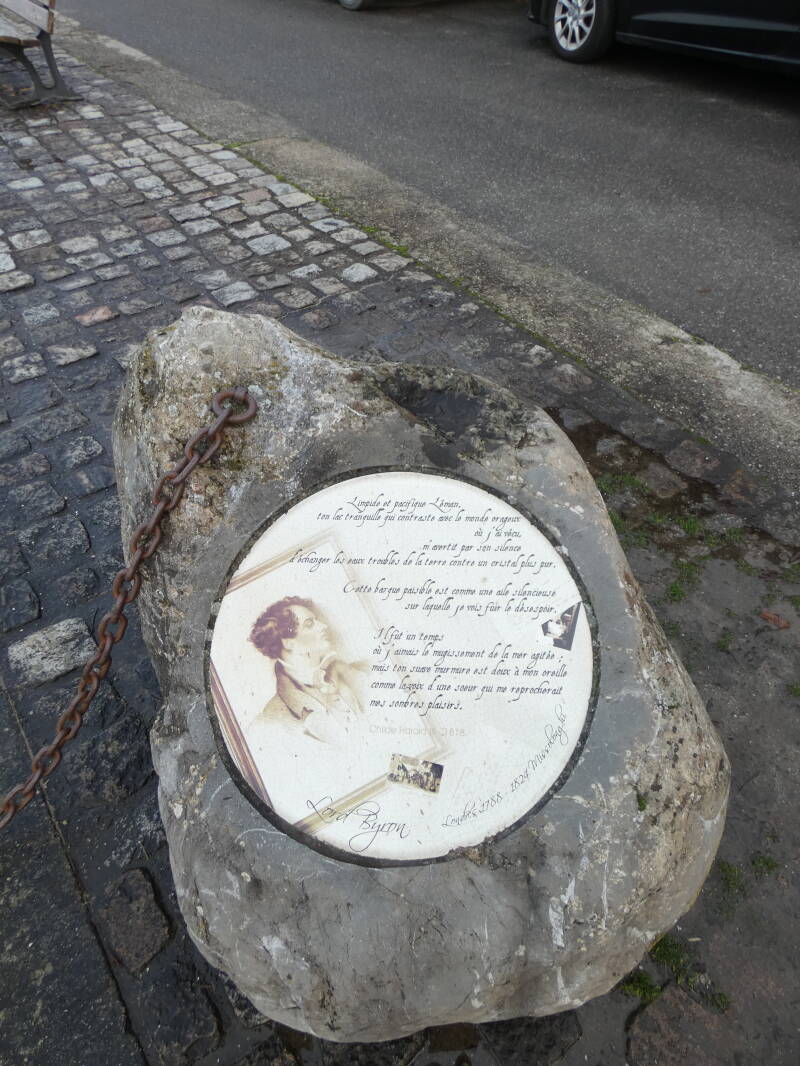 Limpide et pacifique Léman,
ton lac tranquille qui contraste avec le monde orageux
où j'ai vécu,
m'avertit par son silence
d'échanger les eaux troubles de la terre contre un cristal plus pur.
Cette barque paisible est comme une aile silencieuse
sur laquelle je vois fuir le désespoir.
Il fut un temps
où j'aimais le mugissement de la mer agitée ;
mais ton suave murmure est doux à mon oreille
comme la voix d'une soeur qui me reprocherait
mes sombres plaisirs.
Childe Harold 1818.
Lord Byron
Londres 1788 - 1824 Missolonghi